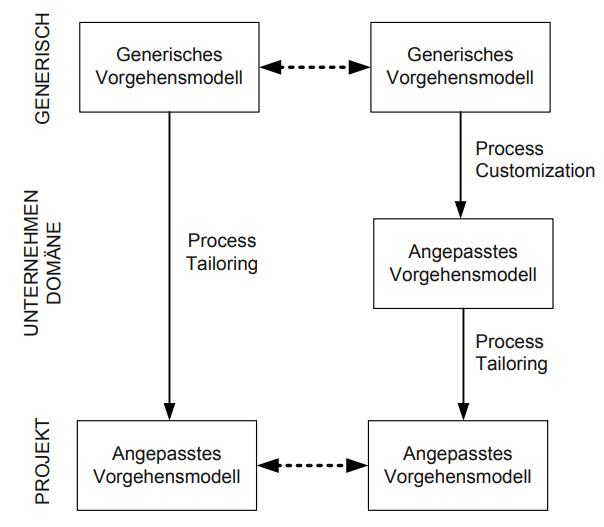 GENERISCH
Generisches
Vorgehensmodell
Generisches
Vorgehensmodell
Process
Customization
UNTERNEHMEN
DOMÄNE
Process
Tailoring
Angepasstes
Vorgehensmodell
Process
Tailoring
PROJEKT
Angepasstes
Vorgehensmodell
Angepasstes
Vorgehensmodell